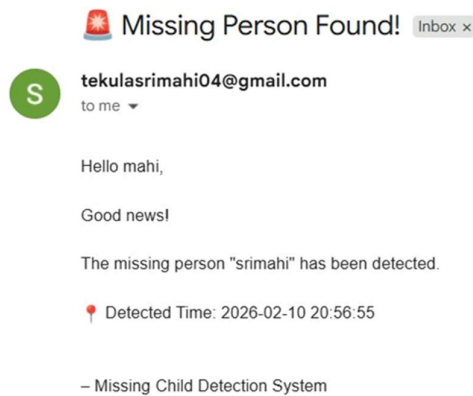 🚨 Missing Person Found! Inbox ×
S
tekulasrimahi04@gmail.com
to me
Hello mahi,
Good news!
The missing person "srimahi" has been detected.
📍 Detected Time: 2026-02-10 20:56:55
– Missing Child Detection System